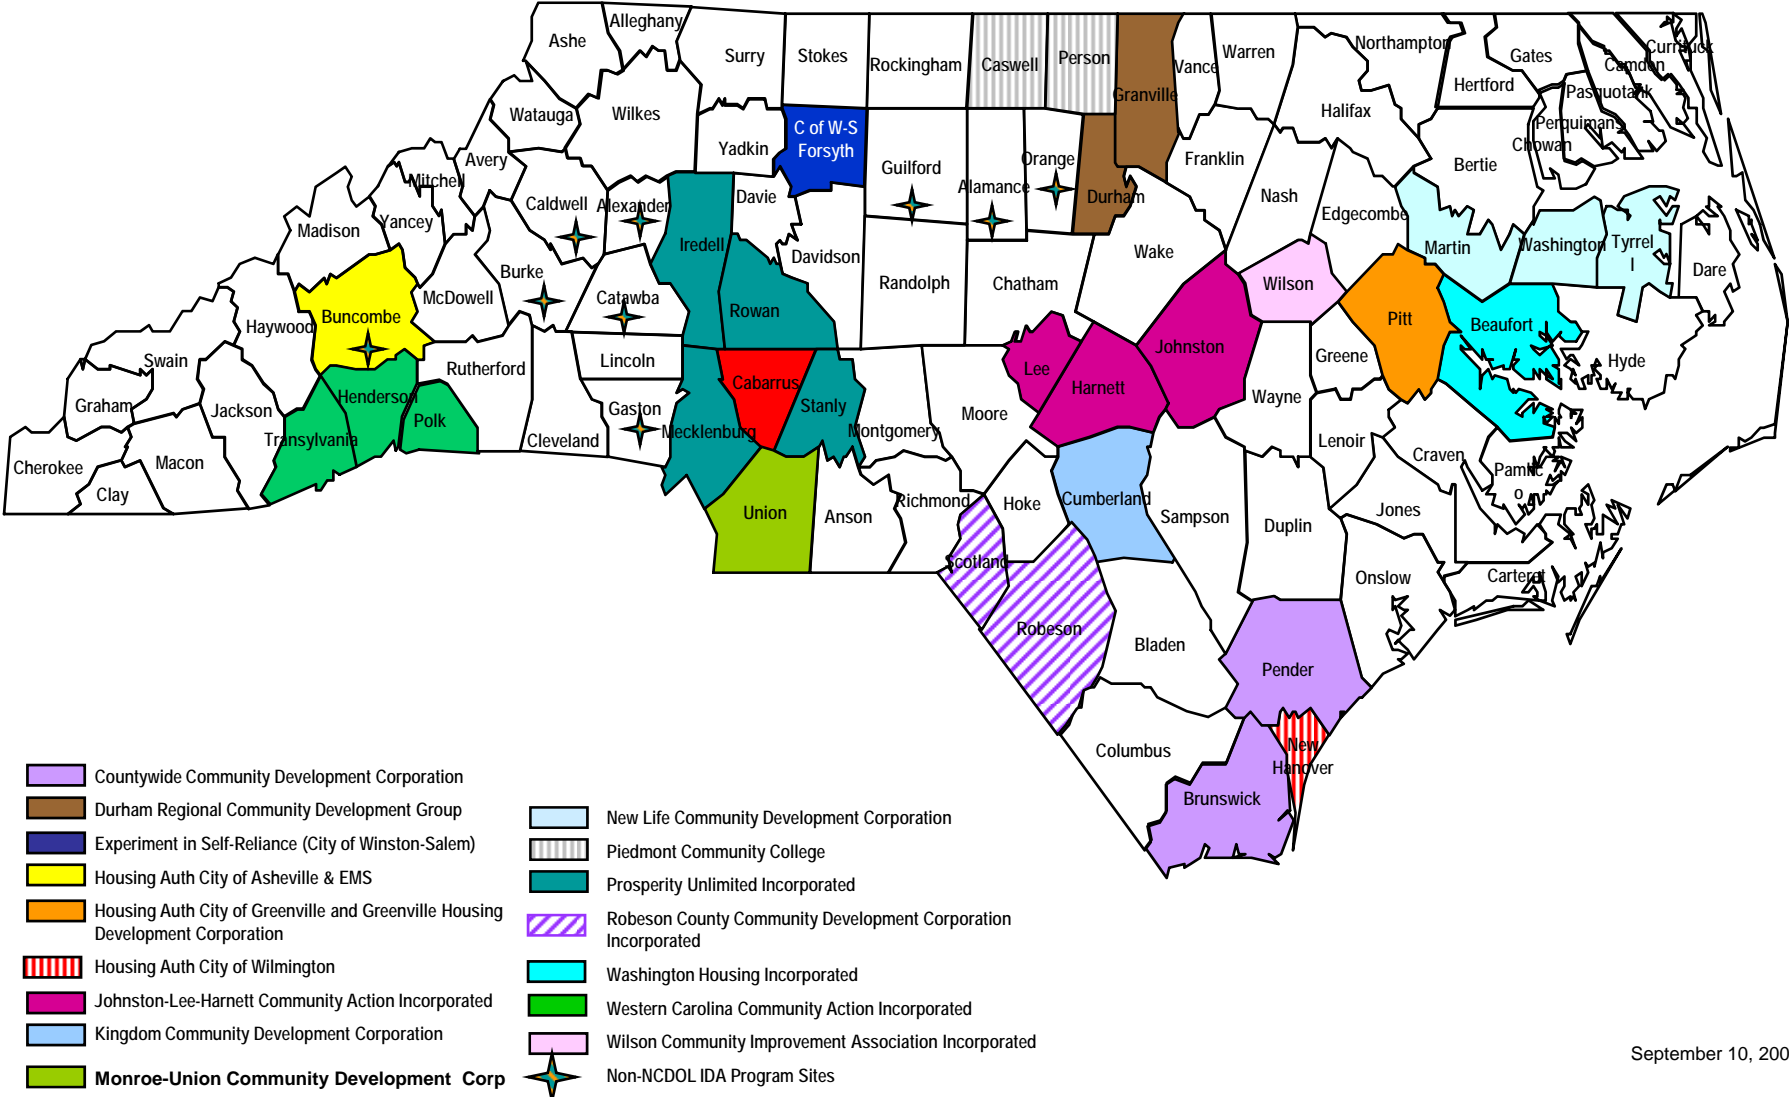 Ashe
Alleghany
Surry
Stokes
Rockingham
Caswell
Person
Granville
Vance
Warren
Northampton
Gates
Hertford
Currituck
Camden
Pasquotank
Perquimans
Chowan
Watauga
Wilkes
Yadkin
C of W-S
Forsyth
Guilford
Alamance
Orange
Durham
Franklin
Halifax
Bertie
Avery
Mitchell
Yancey
Madison
Caldwell
Alexander
Iredell
Davie
Davidson
Nash
Edgecombe
Martin
Washington
Tyrrel
l
Dare
Wake
Burke
McDowell
Catawba
Rowan
Randolph
Chatham
Wilson
Pitt
Beaufort
Hyde
Haywood
Buncombe
Swain
Graham
Jackson
Rutherford
Lincoln
Cabarrus
Stanly
Lee
Harnett
Johnston
Greene
Wayne
Henderson
Polk
Transylvania
Gaston
Cleveland
Mecklenburg
Montgomery
Moore
Lenoir
Craven
Pamlic
o
Cherokee
Clay
Macon
Union
Anson
Richmond
Hoke
Cumberland
Sampson
Duplin
Jones
Scotland
Robeson
Bladen
Onslow
Carteret
Pender
Columbus
New
Hanover
Brunswick
Countywide Community Development Corporation
Durham Regional Community Development Group
Experiment in Self-Reliance (City of Winston-Salem)
Housing Auth City of Asheville & EMS
Housing Auth City of Greenville and Greenville Housing
Development Corporation
Housing Auth City of Wilmington
Johnston-Lee-Harnett Community Action Incorporated
Kingdom Community Development Corporation
Monroe-Union Community Development Corp
New Life Community Development Corporation
Piedmont Community College
Prosperity Unlimited Incorporated
Robeson County Community Development Corporation
Incorporated
Washington Housing Incorporated
Western Carolina Community Action Incorporated
Wilson Community Improvement Association Incorporated
Non-NCDOL IDA Program Sites
September 10, 200